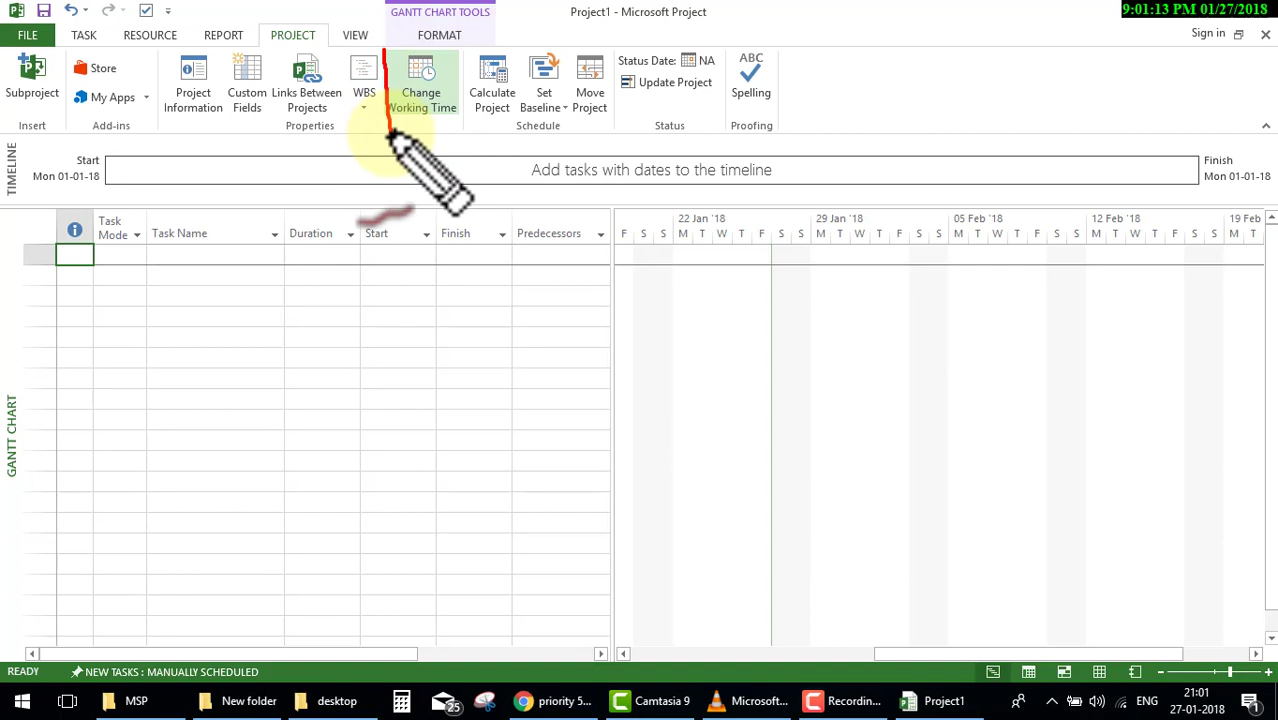 GANTT CHART TOOLS
Project1 - Microsoft Project
9:01:13 PM 01/27/2018
FILE TASK RESOURCE REPORT PROJECT VIEW FORMAT
Sign in
Subproject
Store
My Apps
Project Information
Custom Fields
Links Between Projects
WBS
Change Working Time
Calculate Project
Set Baseline
Move Project
Status Date: NA
Update Project
ABC
Spelling
Insert Add-ins Properties Schedule Status Proofing
TIMELINE
Start
Mon 01-01-18
Add tasks with dates to the timeline
Finish
Mon 01-01-18
Task Mode Task Name Duration Start Finish Predecessors
22 Jan '18 29 Jan '18 05 Feb '18 12 Feb '18 19 Feb
F S S M T W T F S S M T W T F S S M T W T F S S M T W T F S S M T
GANTT CHART
READY NEW TASKS : MANUALLY SCHEDULED
MSP New folder desktop 25 priority 5... Camtasia 9 Microsoft... Recording... Project1 ENG
21:01
27-01-2018
1